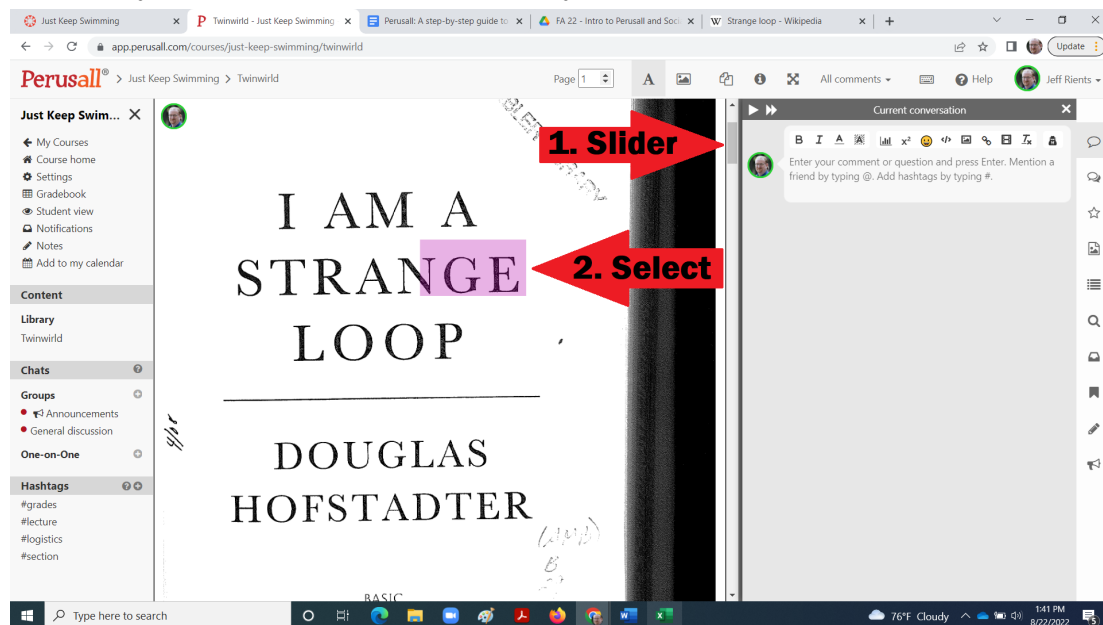 Just Keep Swimming
Twinwirld - Just Keep Swimming
Perusall: A step-by-step guide to
FA 22 - Intro to Perusall and Soci
Strange loop - Wikipedia
app.perusall.com/courses/just-keep-swimming/twinwirld
Update
Perusall® > Just Keep Swimming > Twinwirld
Page 1
A
All comments
Help
Jeff Rients
Just Keep Swim...
My Courses
Course home
Settings
Gradebook
Student view
Notifications
Notes
Add to my calendar
Content
Library
Twinwirld
Chats
Groups
Announcements
General discussion
One-on-One
Hashtags
#grades
#lecture
#logistics
#section
1. Slider
I AM A
STRANGE
2. Select
LOOP
DOUGLAS
HOFSTADTER
BASIC
4/08
Current conversation
B I A x²
Enter your comment or question and press Enter. Mention a
friend by typing @. Add hashtags by typing #.
Type here to search
76°F Cloudy
1:41 PM
8/22/2022